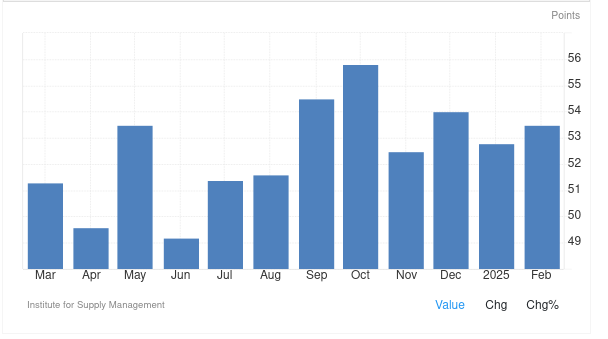 Points
56
55
54
53
52
51
50
49
Mar Apr May Jun Jul Aug Sep Oct Nov Dec 2025 Feb
Institute for Supply Management Value Chg Chg%